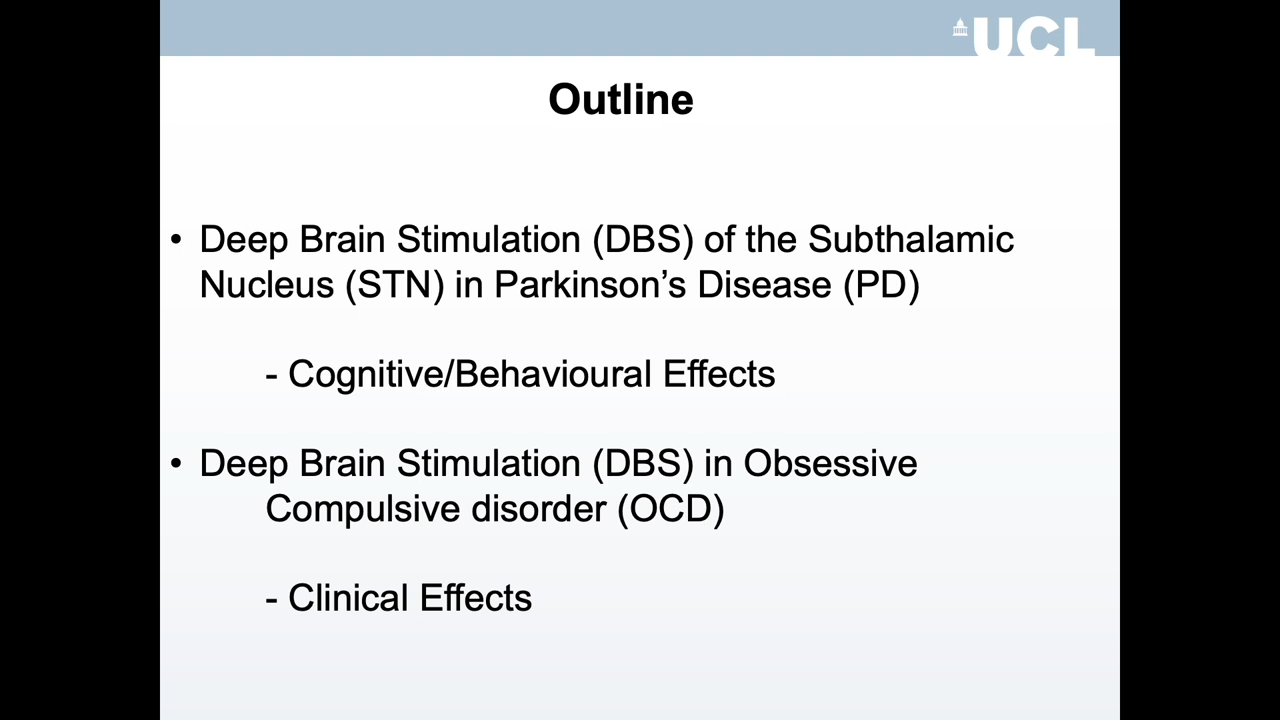 UCL
Outline
• Deep Brain Stimulation (DBS) of the Subthalamic
Nucleus (STN) in Parkinson’s Disease (PD)
- Cognitive/Behavioural Effects
• Deep Brain Stimulation (DBS) in Obsessive
Compulsive disorder (OCD)
- Clinical Effects